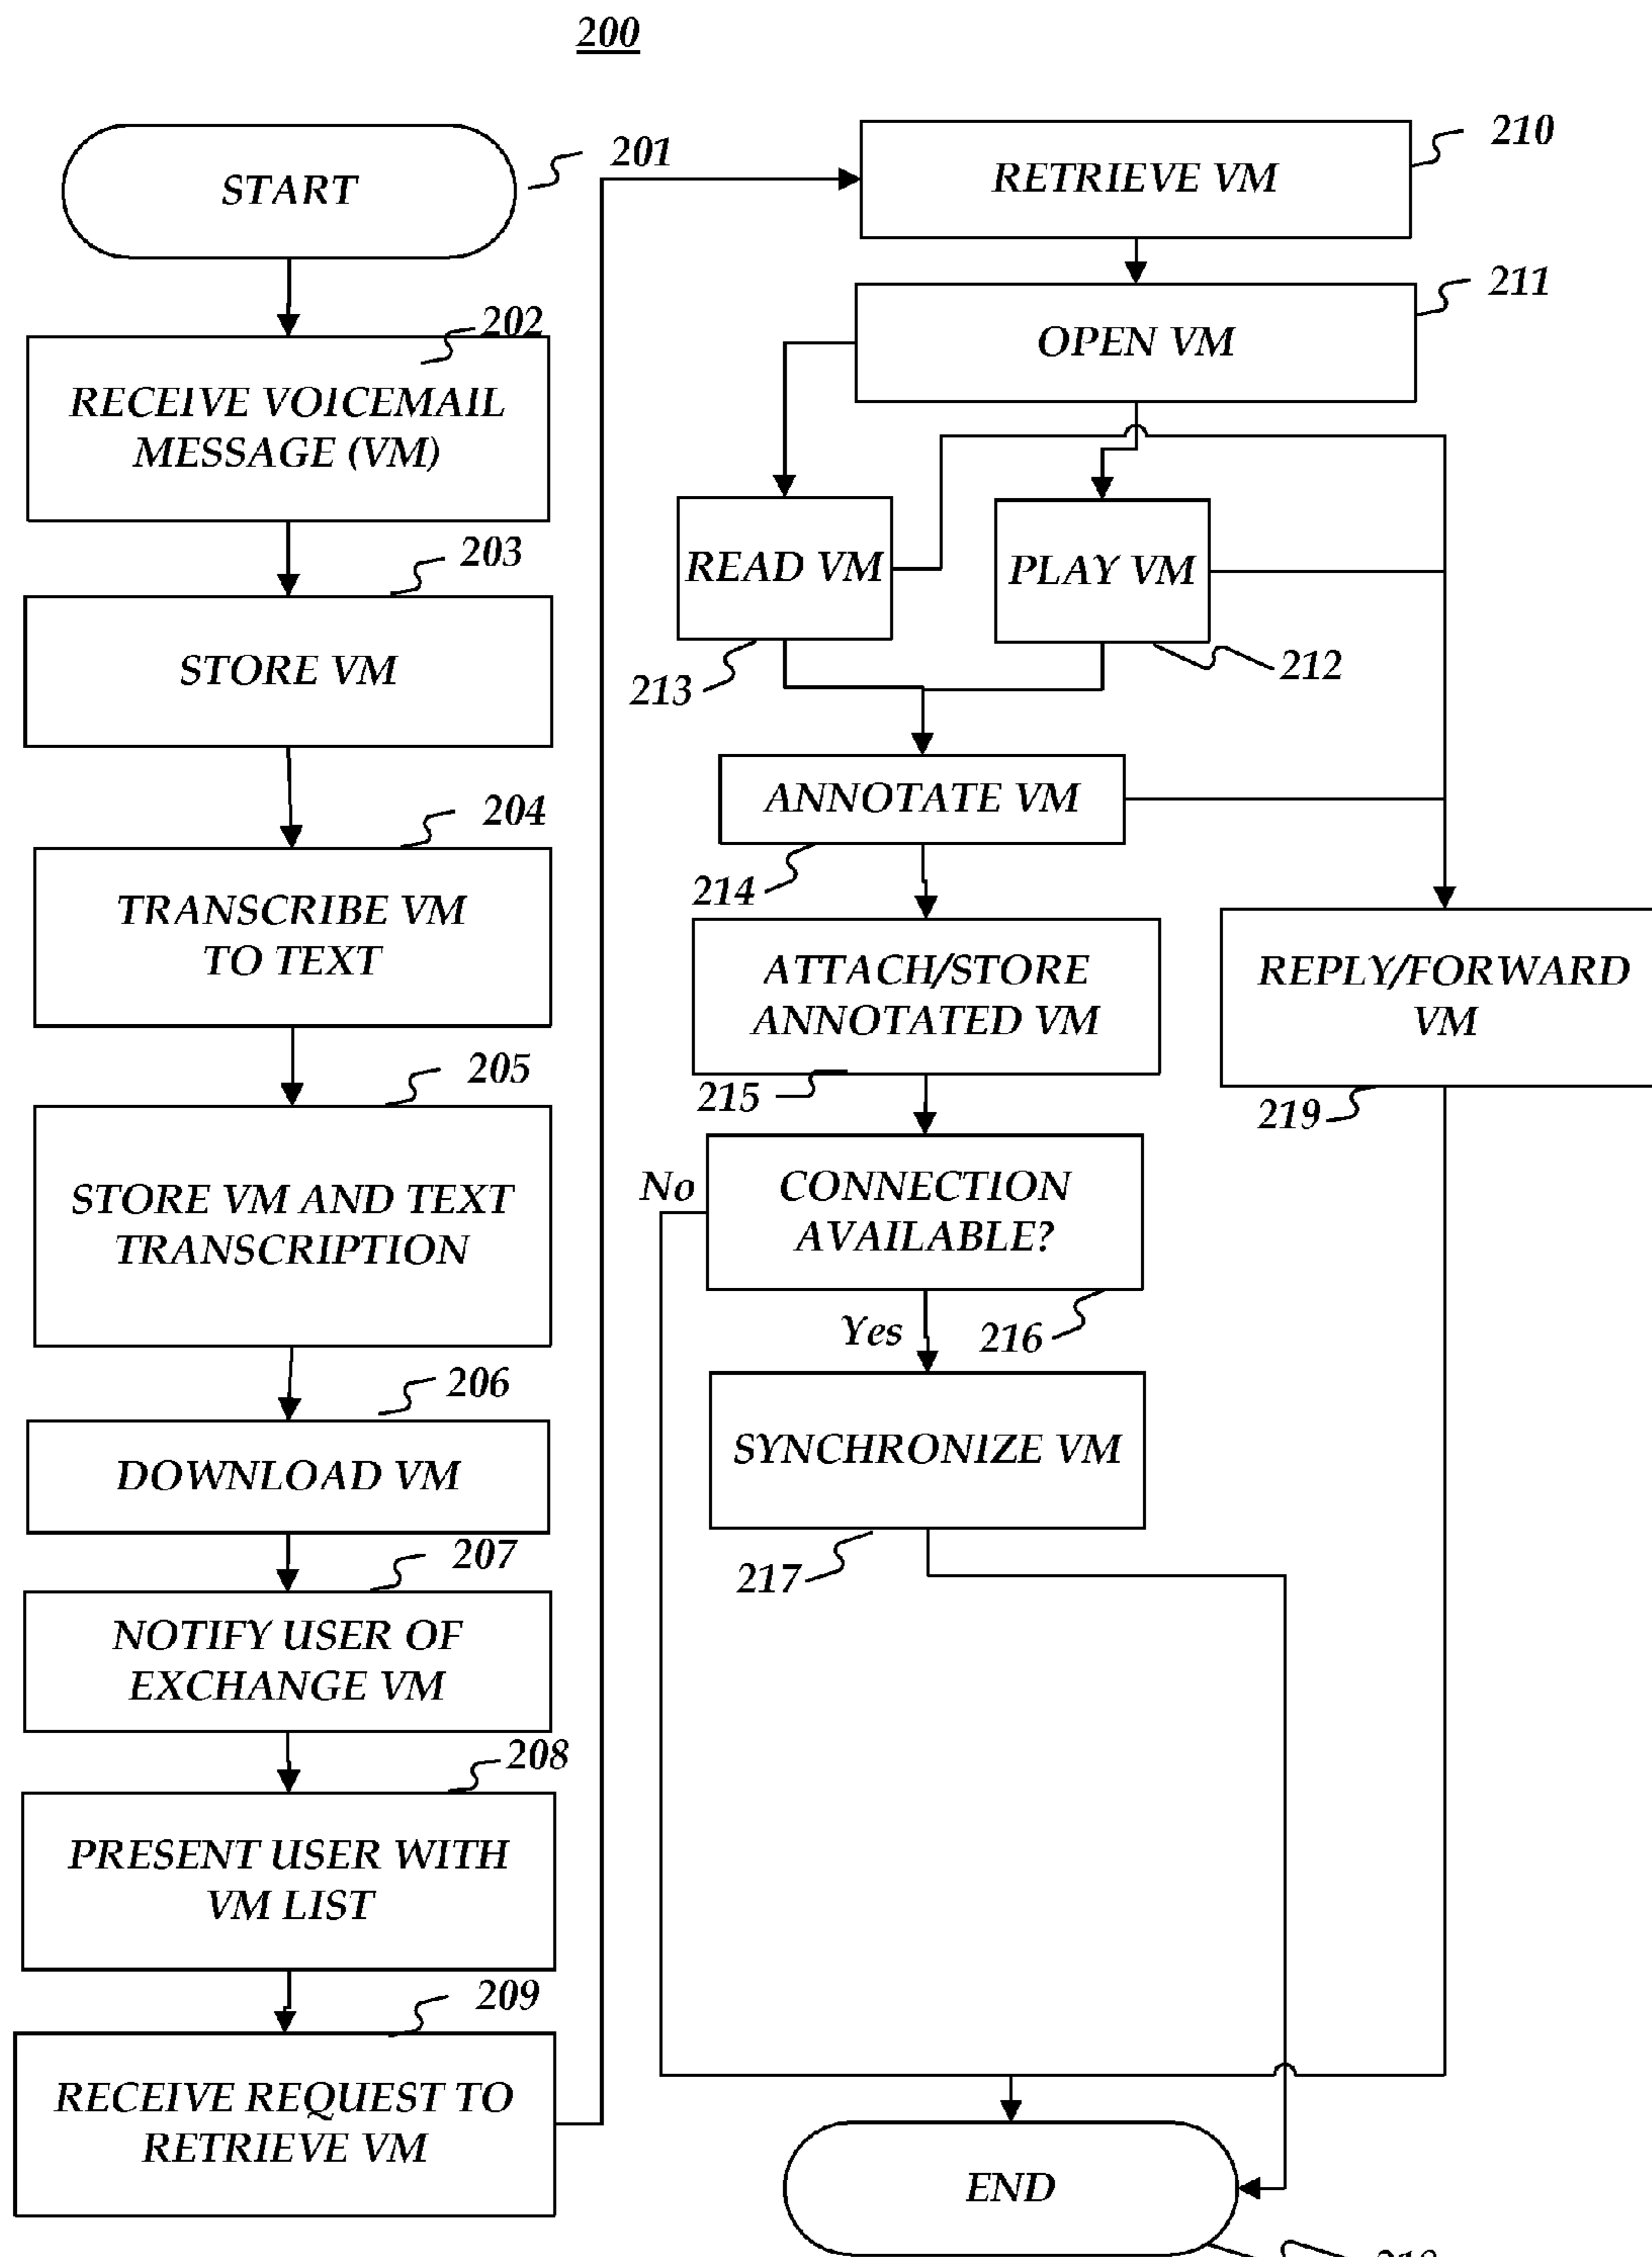 200
START
201
202
RECEIVE VOICEMAIL
MESSAGE (VM)
203
STORE VM
204
TRANSCRIBE VM
TO TEXT
205
STORE VM AND TEXT
TRANSCRIPTION
206
DOWNLOAD VM
207
NOTIFY USER OF
EXCHANGE VM
208
PRESENT USER WITH
VM LIST
209
RECEIVE REQUEST TO
RETRIEVE VM
210
RETRIEVE VM
211
OPEN VM
READ VM
PLAY VM
213
212
ANNOTATE VM
214
ATTACH/STORE
ANNOTATED VM
215
REPLY/FORWARD
VM
219
No
CONNECTION
AVAILABLE?
Yes
216
SYNCHRONIZE VM
217
END